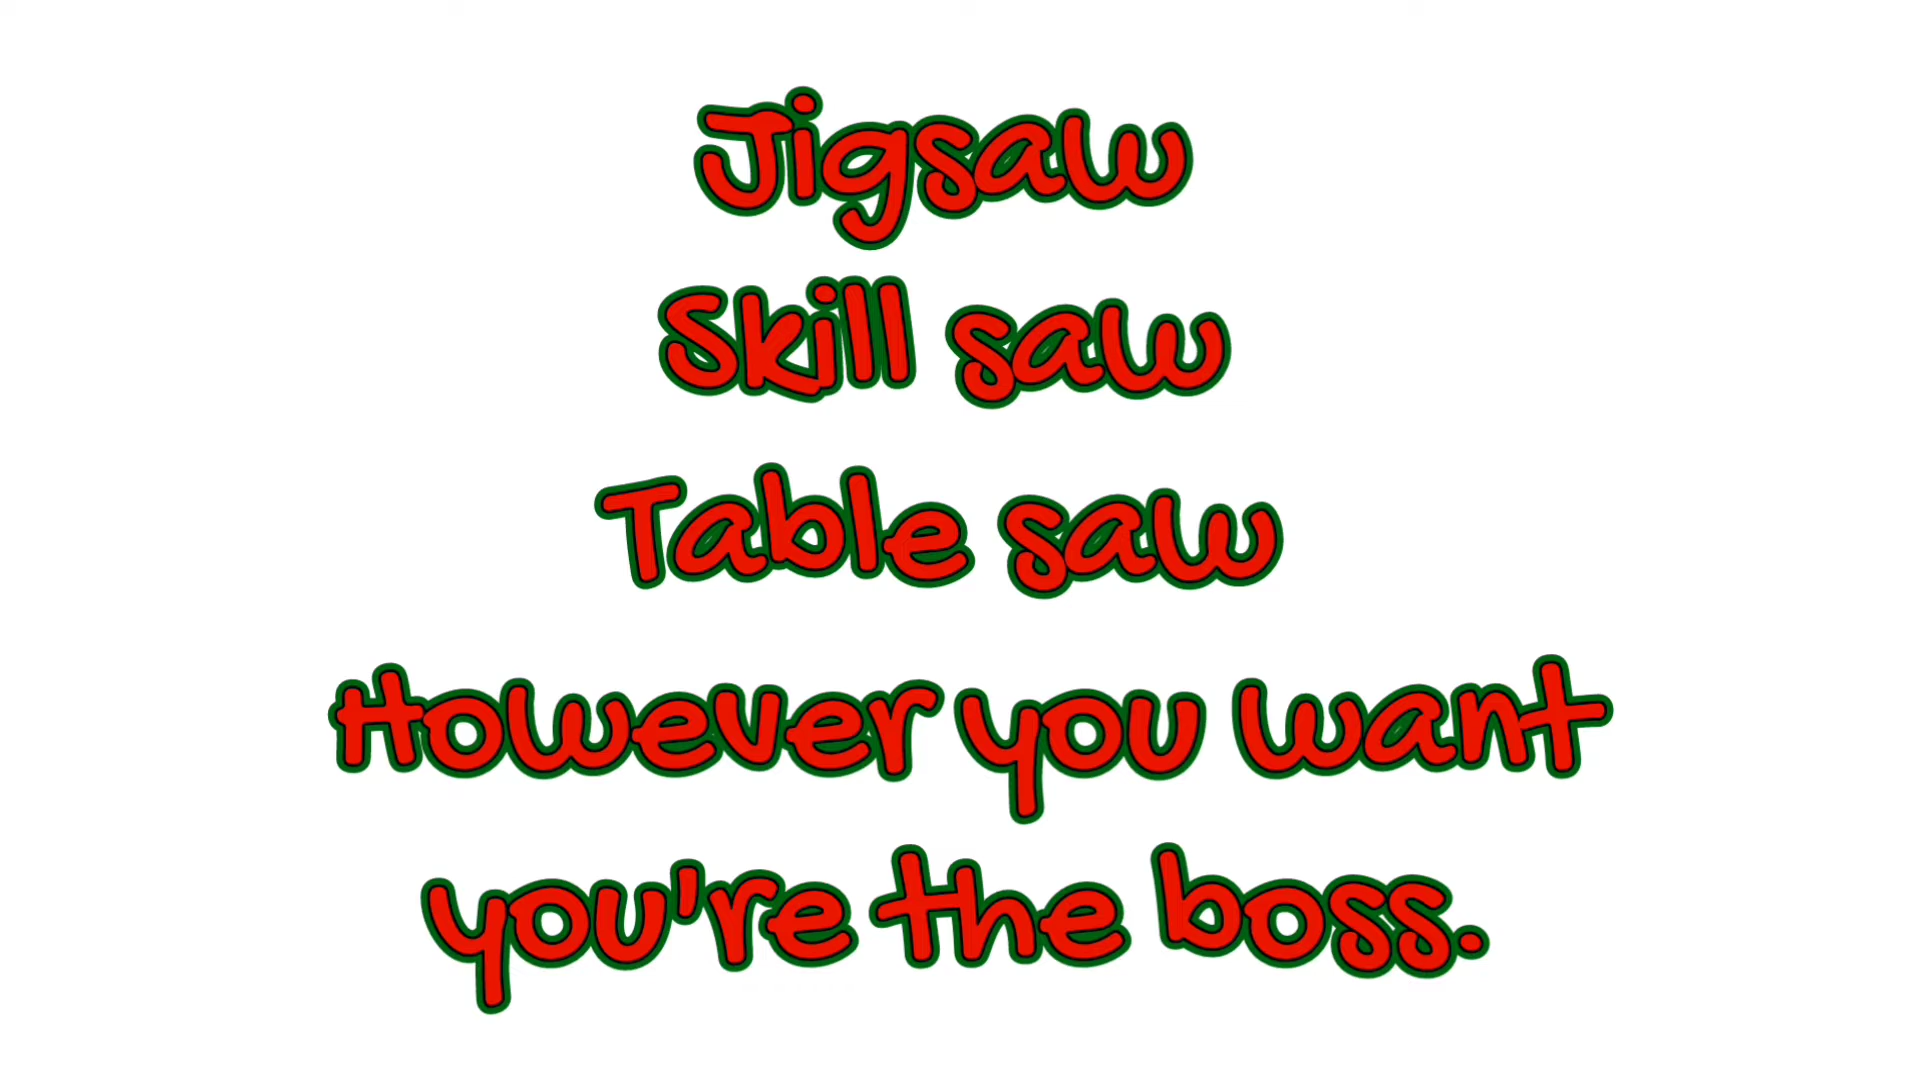 Jigsaw
Skill saw
Table saw
However you want
you're the boss.